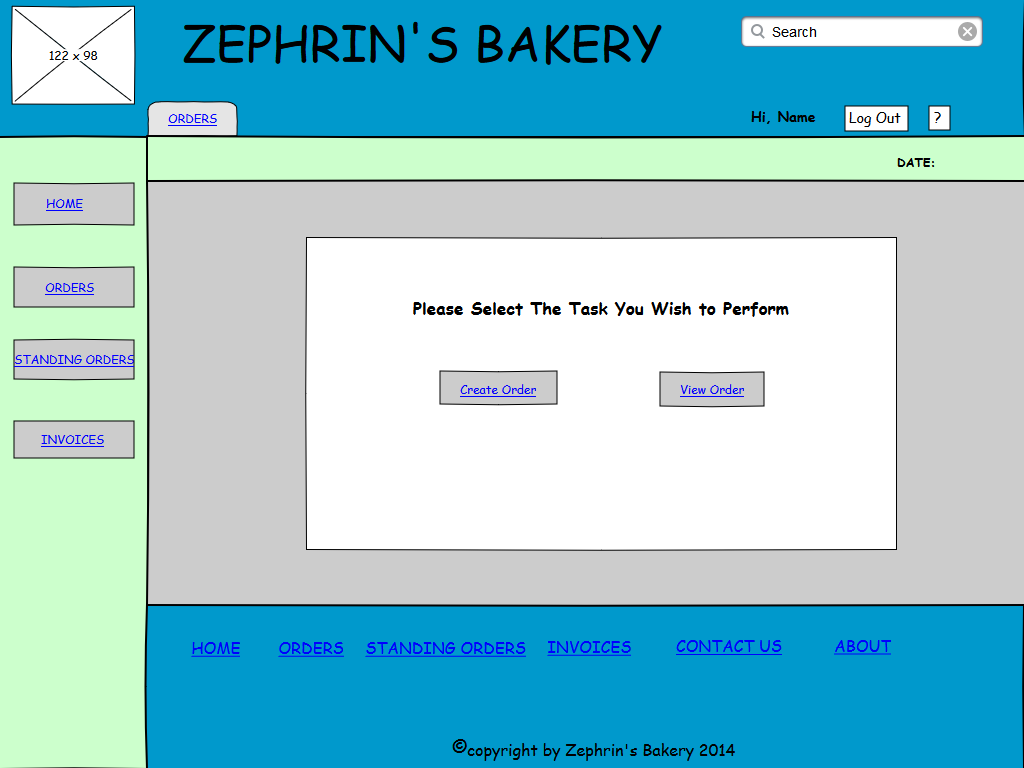 122 x 98
ZEPHRIN'S BAKERY
Search
ORDERS
Hi, Name
Log Out
?
DATE:
HOME
ORDERS
STANDING ORDERS
INVOICES
Please Select The Task You Wish to Perform
Create Order
View Order
HOME ORDERS STANDING ORDERS INVOICES CONTACT US ABOUT
©copyright by Zephrin's Bakery 2014